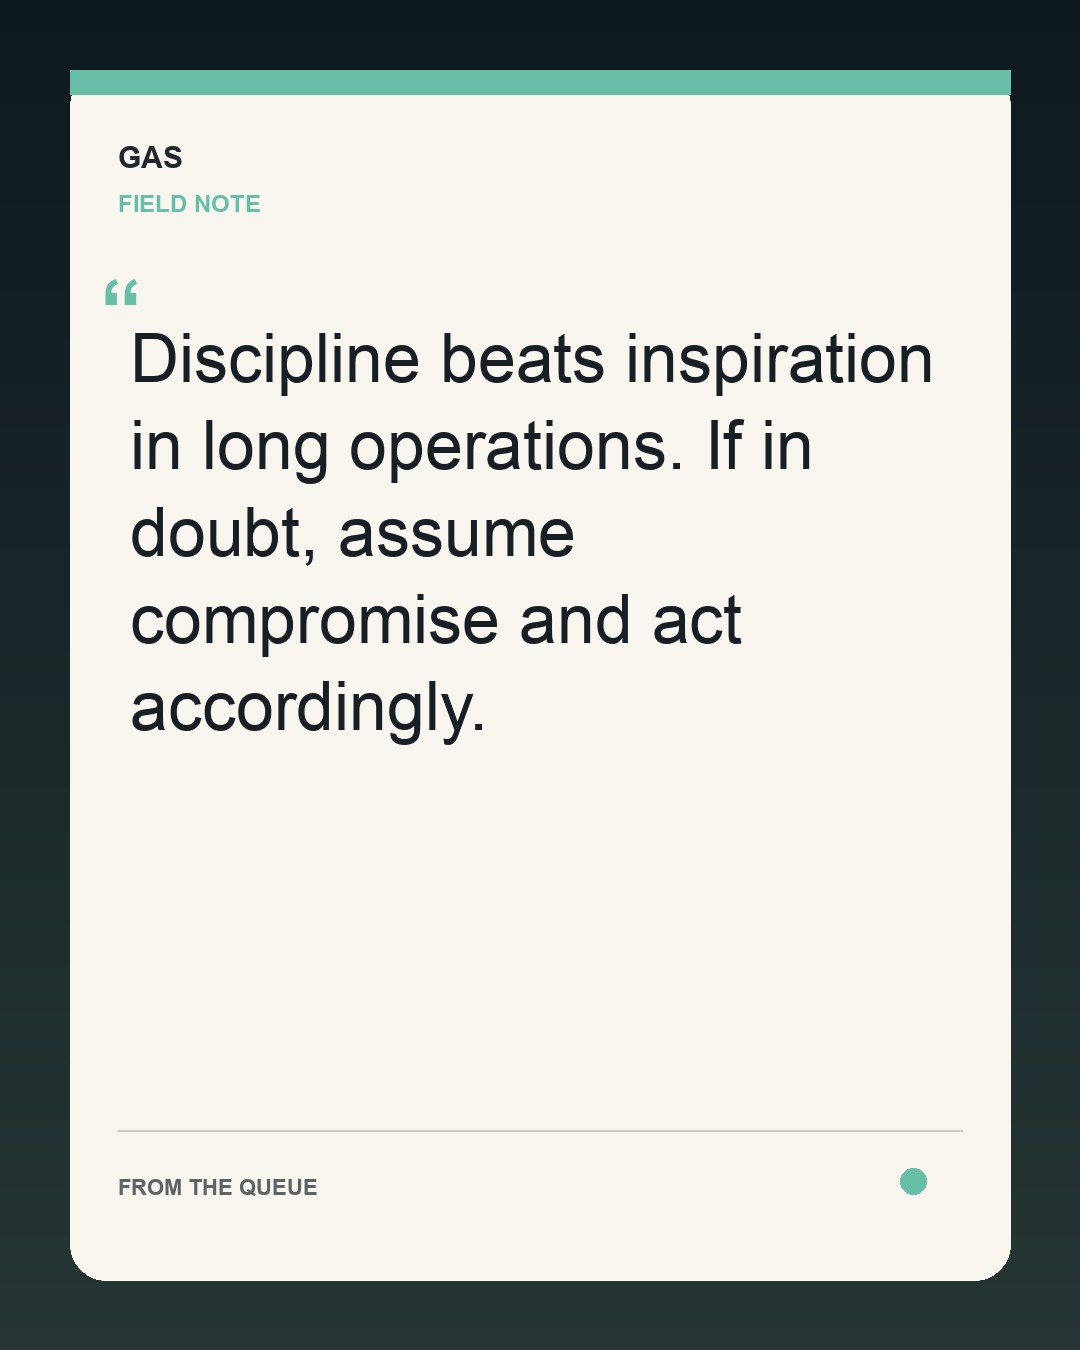 GAS
FIELD NOTE
“
Discipline beats inspiration
in long operations. If in
doubt, assume
compromise and act
accordingly.
FROM THE QUEUE